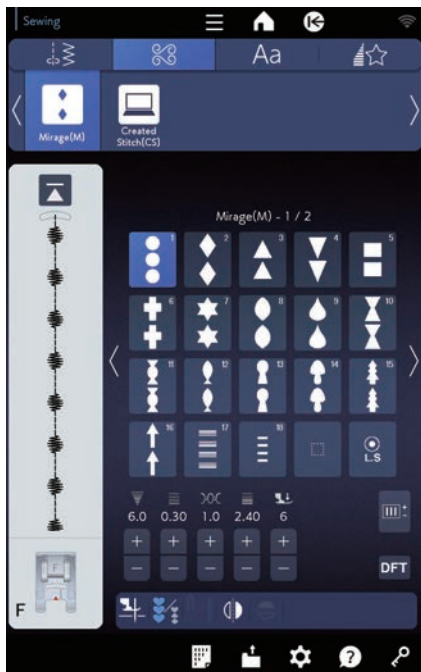 Sewing
Aa
Mirage(M)
Created
Stitch(CS)
Mirage(M) - 1 / 2
1 2 3 4 5
6 7 8 9 10
11 12 13 14 15
16 17 18
L.S
6.0 0.30 1.0 2.40 6
+ + + + +
− − − − −
DFT
F
?